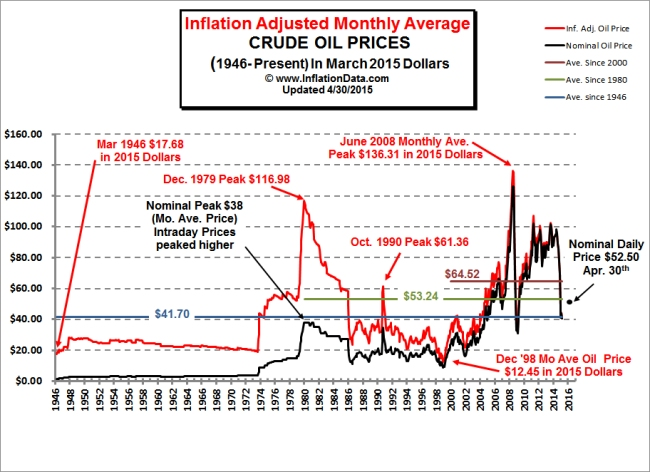 Inflation Adjusted Monthly Average
CRUDE OIL PRICES
(1946- Present) In March 2015 Dollars
© www.InflationData.com
Updated 4/30/2015
Inf. Adj. Oil Price
Nominal Oil Price
Ave. Since 2000
Ave. Since 1980
Ave. since 1946
$160.00
$140.00
$120.00
$100.00
$80.00
$60.00
$40.00
$20.00
$0.00
Mar 1946 $17.68
in 2015 Dollars
Dec. 1979 Peak $116.98
Nominal Peak $38
(Mo. Ave. Price)
Intraday Prices
peaked higher
June 2008 Monthly Ave.
Peak $136.31 in 2015 Dollars
Oct. 1990 Peak $61.36
$64.52
$53.24
$41.70
Nominal Daily
Price $52.50
Apr. 30th
Dec '98 Mo Ave Oil Price
$12.45 in 2015 Dollars
1946
1948
1950
1952
1954
1956
1958
1960
1962
1964
1966
1968
1970
1972
1974
1976
1978
1980
1982
1984
1986
1988
1990
1992
1994
1996
1998
2000
2002
2004
2006
2008
2010
2012
2014
2016